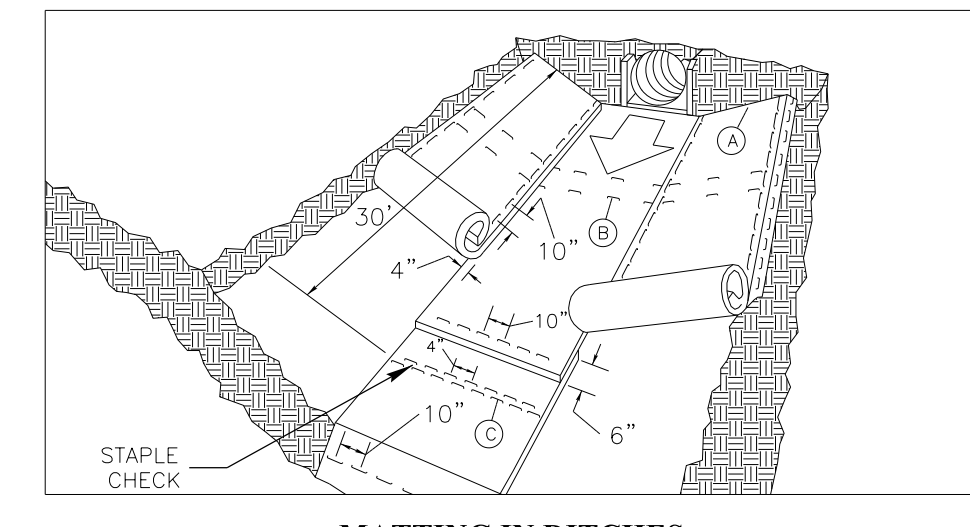 A
30'
B
10”
4”
10”
4”
10”
C
6”
STAPLE
CHECK
MATTING IN DITCHES